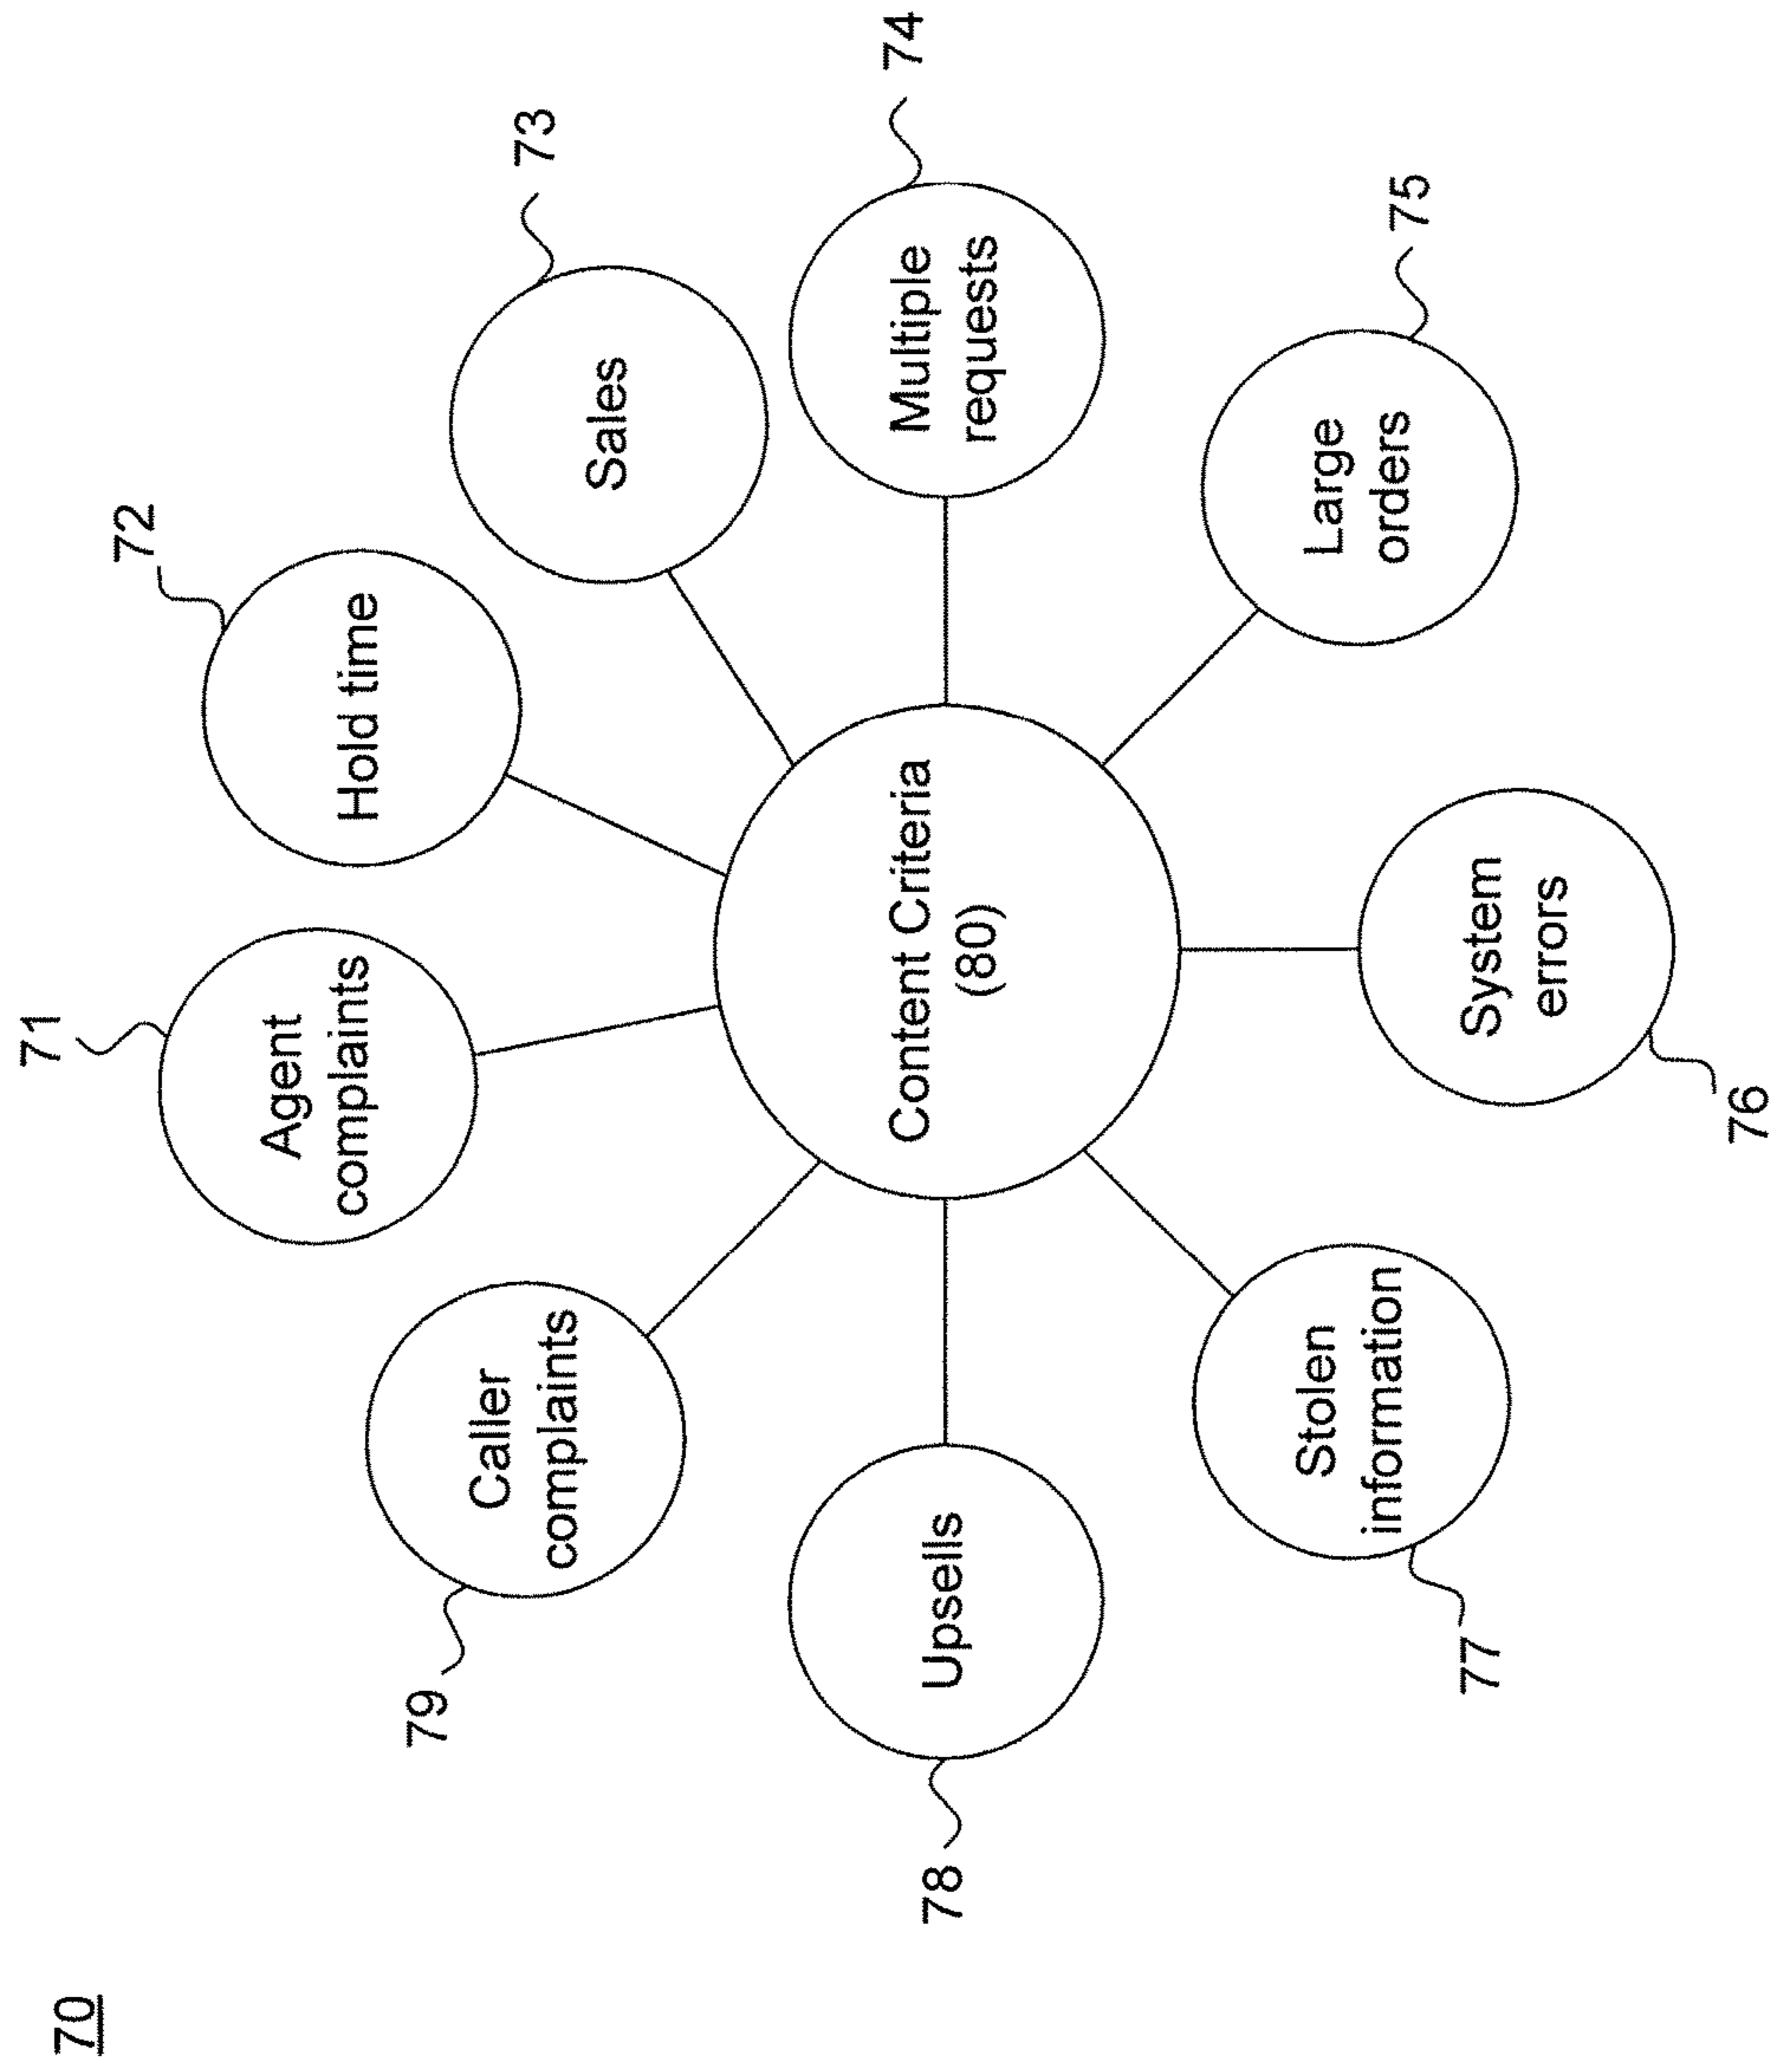 70
71
Agent
complaints
72
Hold time
73
Sales
74
Multiple
requests
75
Large
orders
76
System
errors
77
Stolen
information
78
Upsells
79
Caller
complaints
Content Criteria
(80)